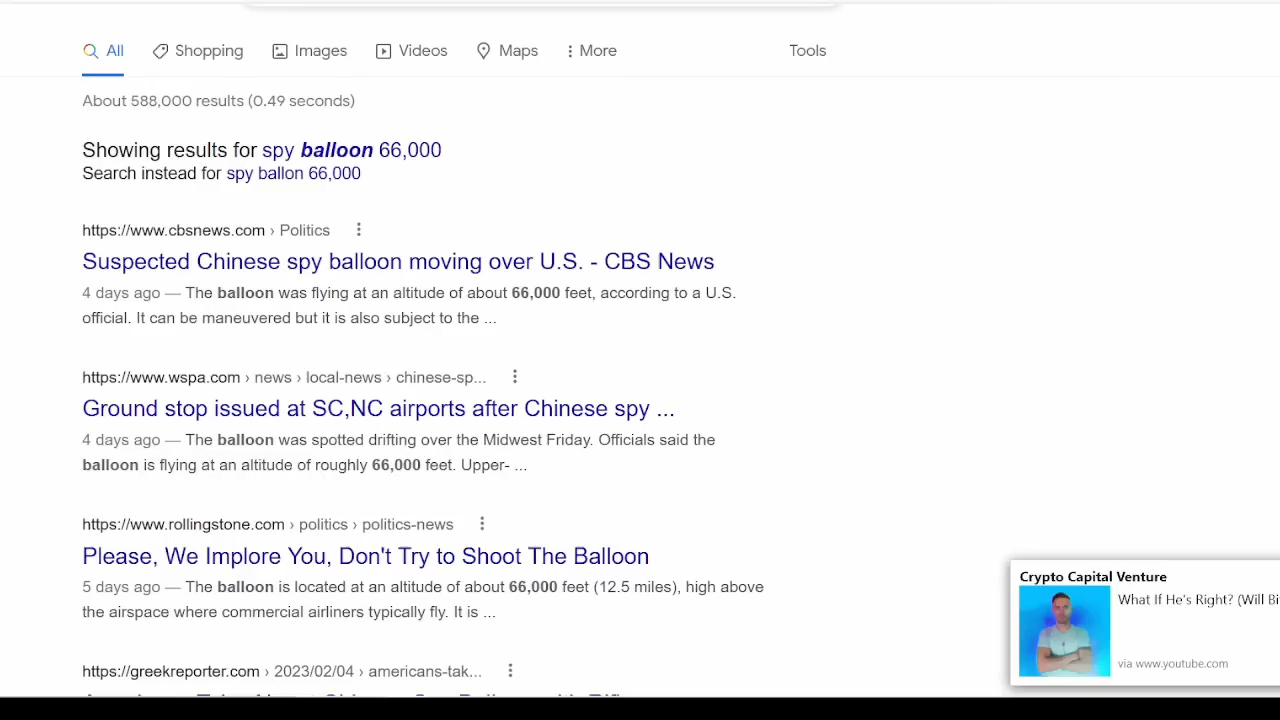 All Shopping Images Videos Maps More Tools
About 588,000 results (0.49 seconds)
Showing results for spy balloon 66,000
Search instead for spy ballon 66,000
https://www.cbsnews.com › Politics
Suspected Chinese spy balloon moving over U.S. - CBS News
4 days ago — The balloon was flying at an altitude of about 66,000 feet, according to a U.S.
official. It can be maneuvered but it is also subject to the ...
https://www.wspa.com › news › local-news › chinese-sp...
Ground stop issued at SC,NC airports after Chinese spy ...
4 days ago — The balloon was spotted drifting over the Midwest Friday. Officials said the
balloon is flying at an altitude of roughly 66,000 feet. Upper- ...
https://www.rollingstone.com › politics › politics-news
Please, We Implore You, Don't Try to Shoot The Balloon
5 days ago — The balloon is located at an altitude of about 66,000 feet (12.5 miles), high above
the airspace where commercial airliners typically fly. It is ...
https://greekreporter.com › 2023/02/04 › americans-tak...
Crypto Capital Venture
What If He's Right? (Will Bi
via www.youtube.com